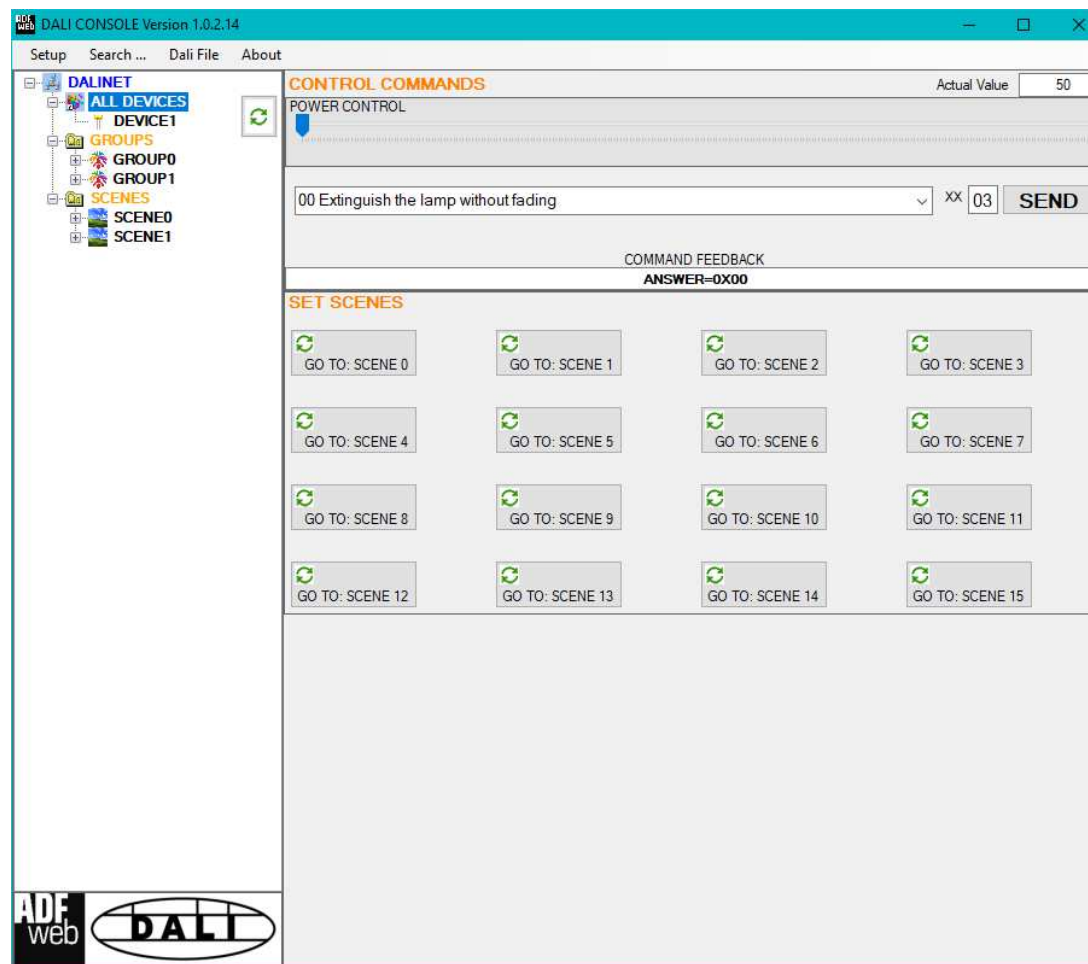 ADF WEB DALI CONSOLE Version 1.0.2.14
Setup Search ... Dali File About
DALINET
ALL DEVICES
DEVICE1
GROUPS
GROUP0
GROUP1
SCENES
SCENE0
SCENE1
CONTROL COMMANDS Actual Value 50
POWER CONTROL
00 Extinguish the lamp without fading XX 03 SEND
COMMAND FEEDBACK
ANSWER=0X00
SET SCENES
GO TO: SCENE 0 GO TO: SCENE 1 GO TO: SCENE 2 GO TO: SCENE 3
GO TO: SCENE 4 GO TO: SCENE 5 GO TO: SCENE 6 GO TO: SCENE 7
GO TO: SCENE 8 GO TO: SCENE 9 GO TO: SCENE 10 GO TO: SCENE 11
GO TO: SCENE 12 GO TO: SCENE 13 GO TO: SCENE 14 GO TO: SCENE 15
ADF
web
DALI